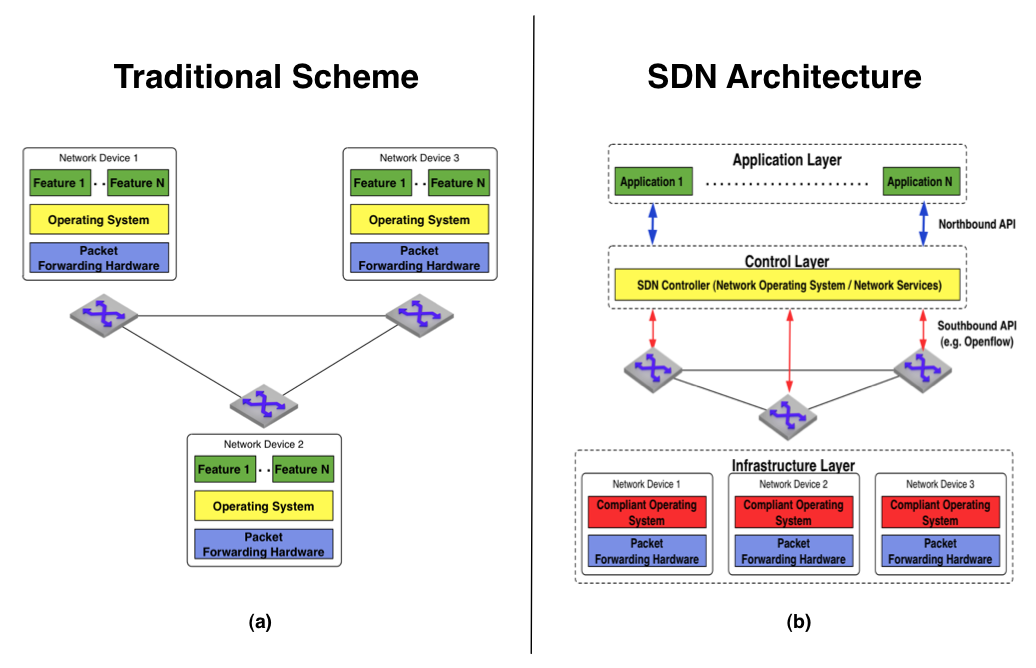 Traditional Scheme
Network Device 1
Feature 1 . . Feature N
Operating System
Packet
Forwarding Hardware
Network Device 3
Feature 1 . . Feature N
Operating System
Packet
Forwarding Hardware
Network Device 2
Feature 1 . . Feature N
Operating System
Packet
Forwarding Hardware
(a)
SDN Architecture
Application Layer
Application 1 ........................ Application N
Northbound API
Control Layer
SDN Controller (Network Operating System / Network Services)
Southbound API
(e.g. Openflow)
Infrastructure Layer
Network Device 1
Compliant Operating
System
Packet
Forwarding Hardware
Network Device 2
Compliant Operating
System
Packet
Forwarding Hardware
Network Device 3
Compliant Operating
System
Packet
Forwarding Hardware
(b)